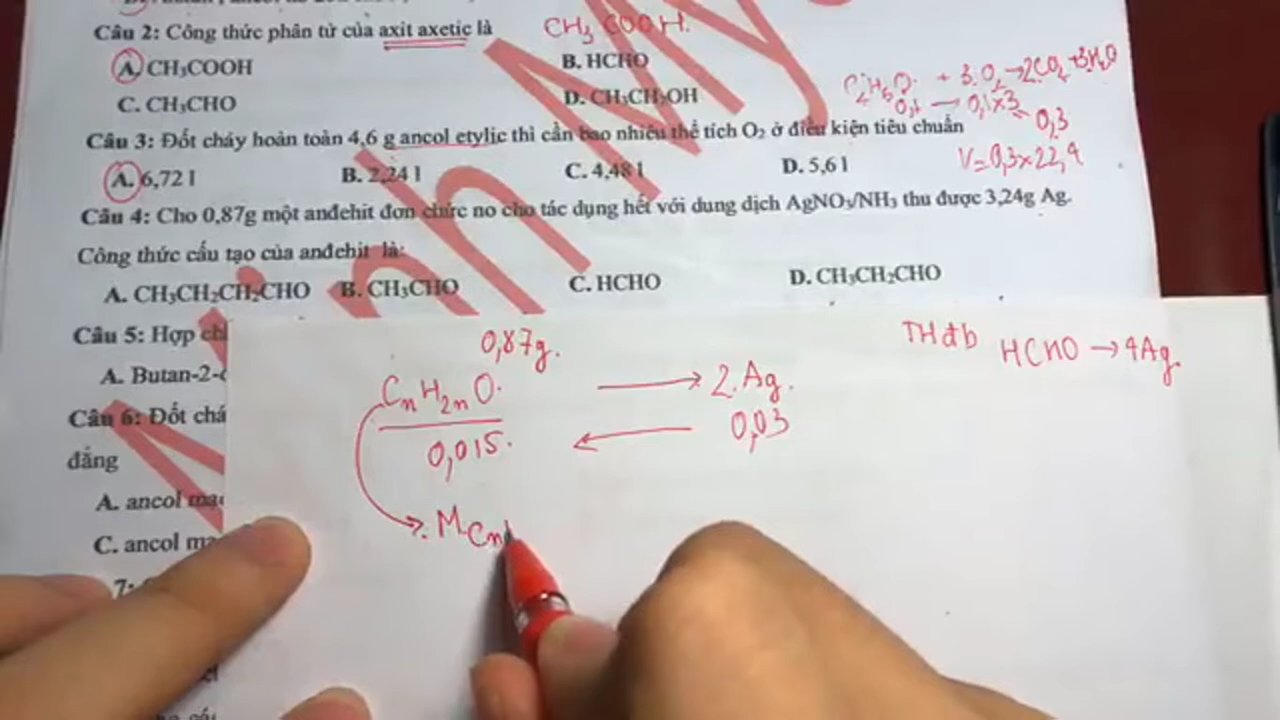 Câu 2: Công thức phân tử của axit axetic là
CH3COOH.
A. CH₃COOH
B. HCHO
C. CH₃CHO
D. CH₃CH₂OH
C2H6O + 3.O2 → 2CO2 + 3H2O
0,1 → 0,1x3 = 0,3
V = 0,3 x 22,4
Câu 3: Đốt cháy hoàn toàn 4,6 g ancol etylic thì cần bao nhiêu thể tích O₂ ở điều kiện tiêu chuẩn
A. 6,72 l
B. 2,24 l
C. 4,48 l
D. 5,6 l
Câu 4: Cho 0,87g một anđehit đơn chức no cho tác dụng hết với dung dịch AgNO₃/NH₃ thu được 3,24g Ag.
Công thức cấu tạo của anđehit là:
A. CH₃CH₂CH₂CHO B. CH₃CHO
C. HCHO
D. CH₃CH₂CHO
Câu 5: Hợp
A. Butan-2-
Câu 6: Đốt
đẳng
A. ancol
C. ancol
0,87g.
CnH2nO. → 2.Ag.
0,015. ← 0,03
M Cn
THđb HCHO → 4Ag.
Minh My